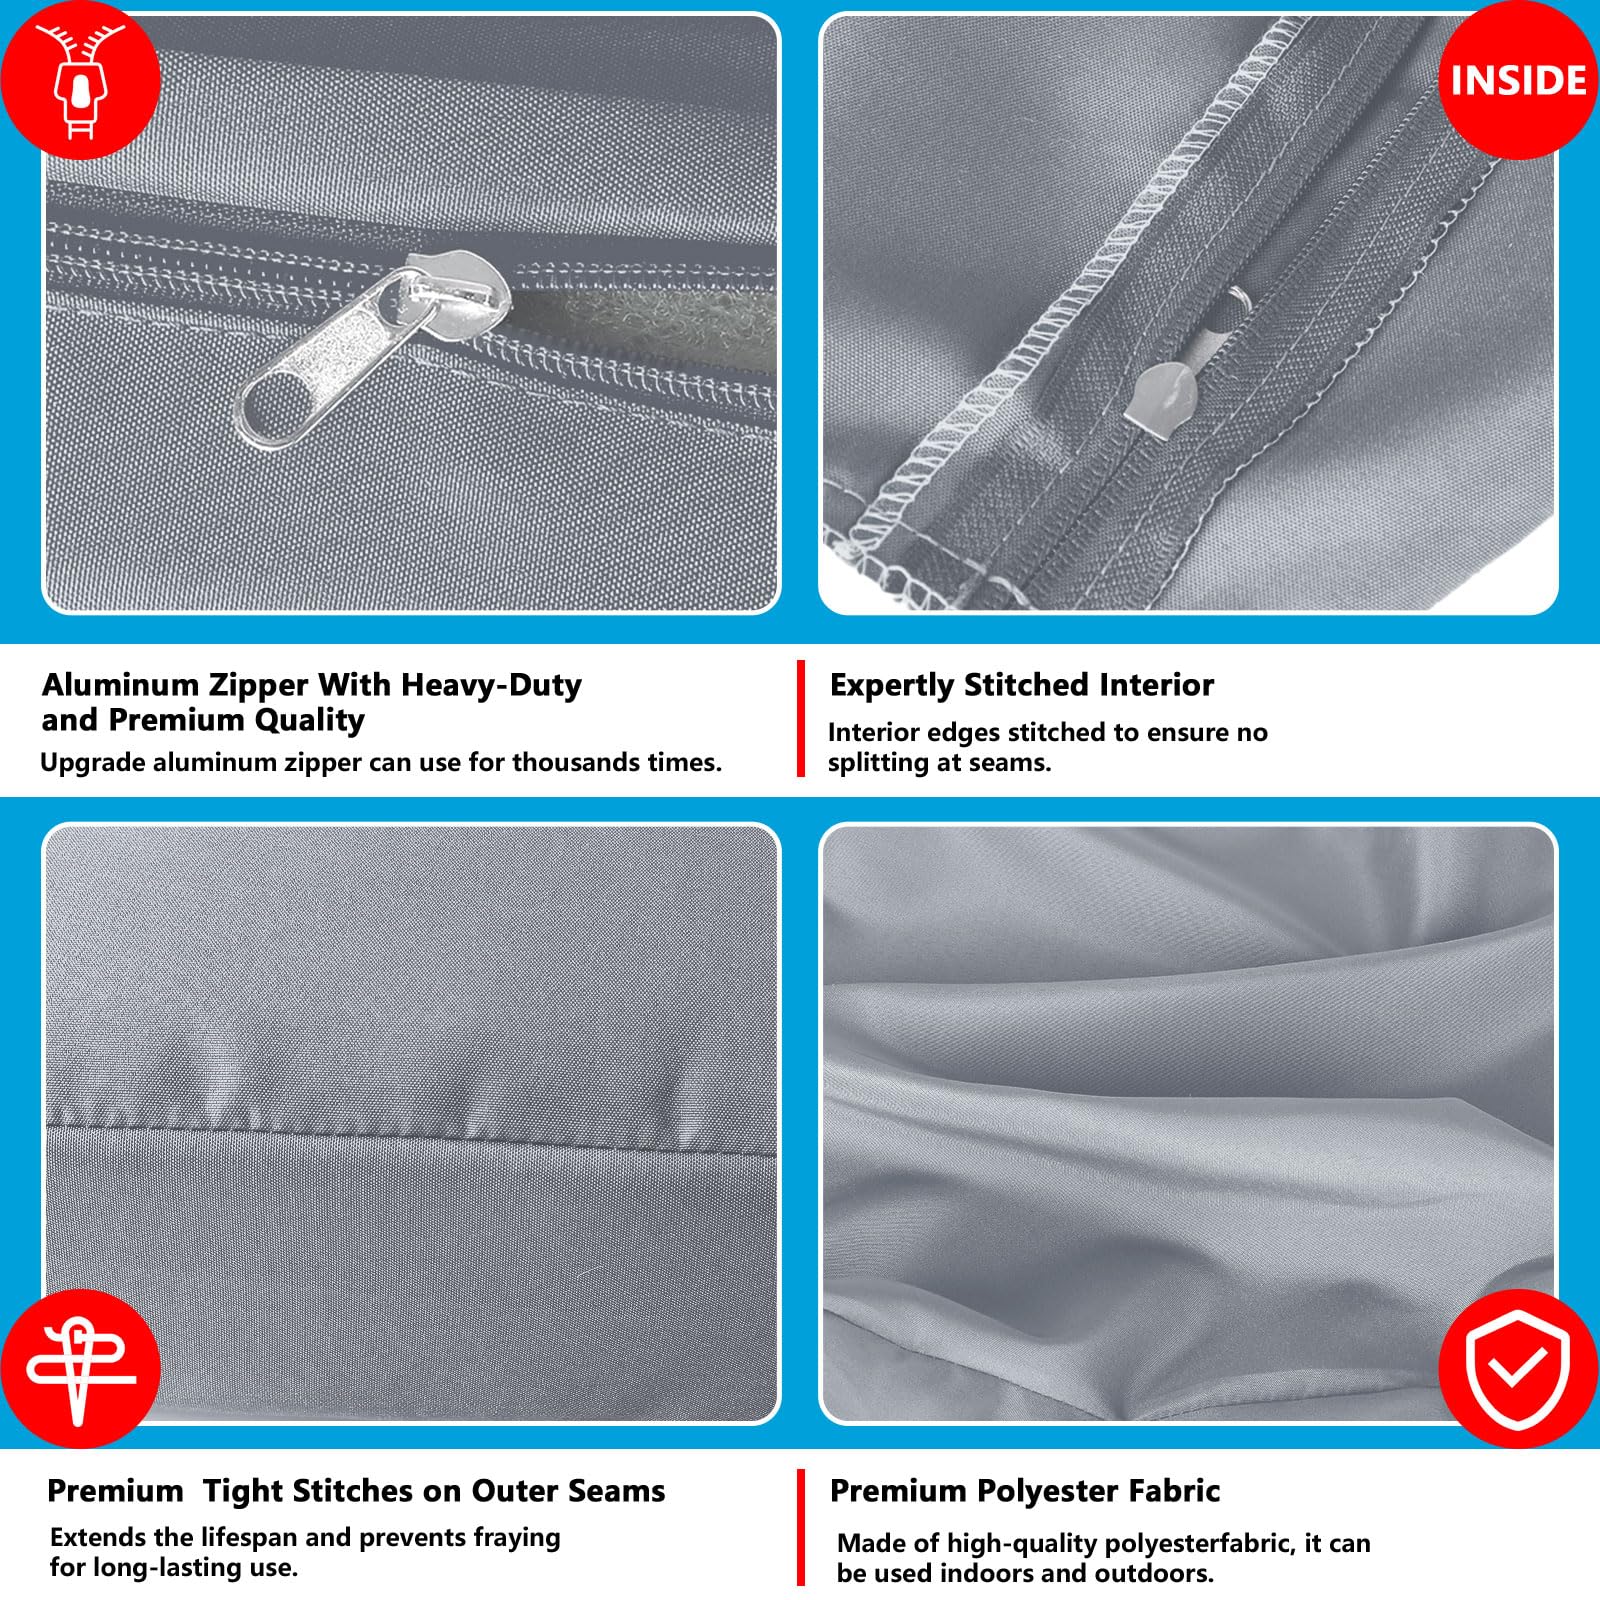 INSIDE
Aluminum Zipper With Heavy-Duty
and Premium Quality
Upgrade aluminum zipper can use for thousands times.
Expertly Stitched Interior
Interior edges stitched to ensure no
splitting at seams.
Premium  Tight Stitches on Outer Seams
Extends the lifespan and prevents fraying
for long-lasting use.
Premium Polyester Fabric
Made of high-quality polyesterfabric, it can
be used indoors and outdoors.